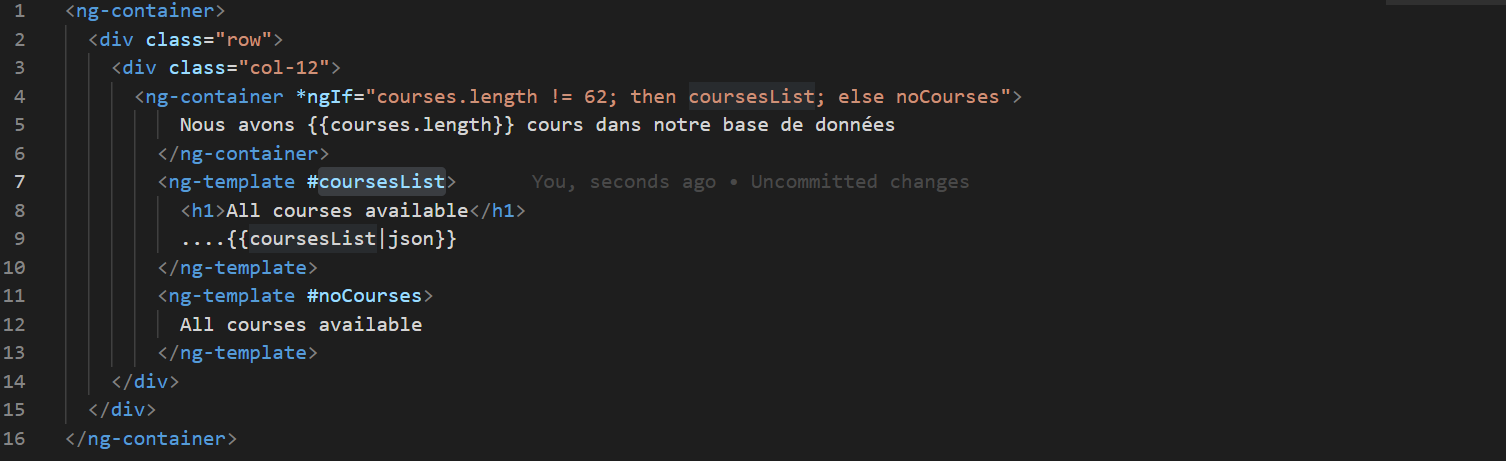 1 <ng-container>
2 <div class="row">
3 <div class="col-12">
4 <ng-container *ngIf="courses.length != 62; then coursesList; else noCourses">
5 Nous avons {{courses.length}} cours dans notre base de données
6 </ng-container>
7 <ng-template #coursesList> You, seconds ago • Uncommitted changes
8 <h1>All courses available</h1>
9 ....{{coursesList|json}}
10 </ng-template>
11 <ng-template #noCourses>
12 All courses available
13 </ng-template>
14 </div>
15 </div>
16 </ng-container>